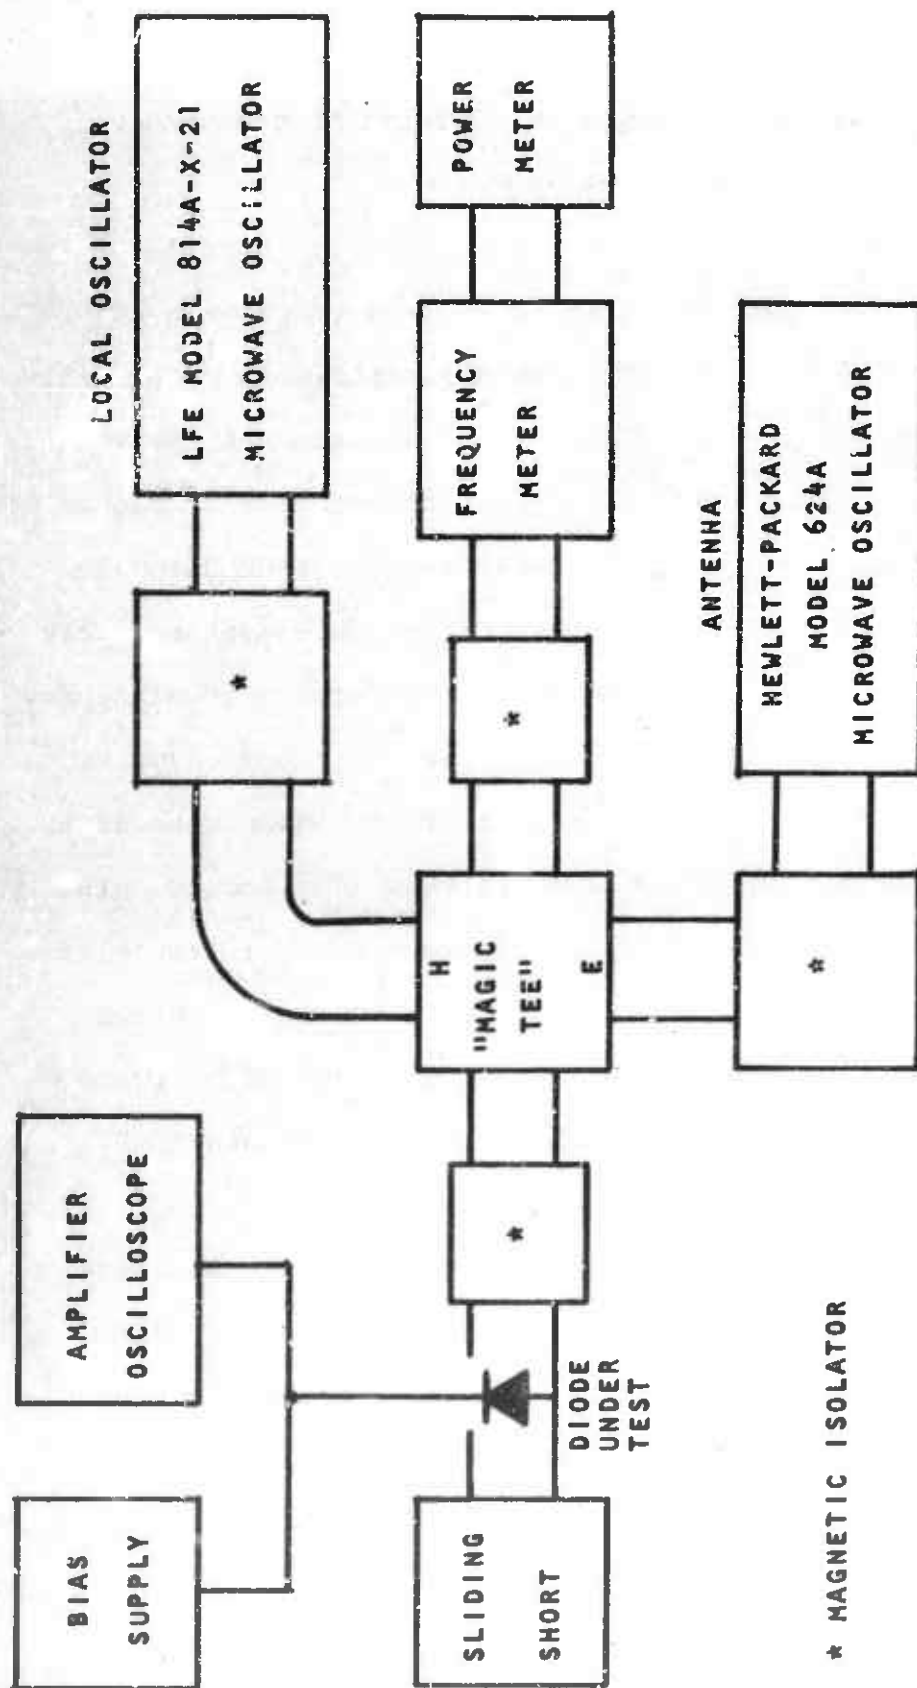 LOCAL OSCILLATOR
LFE MODEL 814A-X-21
MICROWAVE OSCILLATOR
*
AMPLIFIER
OSCILLOSCOPE
BIAS
SUPPLY
POWER
METER
FREQUENCY
METER
*
H
"MAGIC
TEE"
E
*
DIODE
UNDER
TEST
SLIDING
SHORT
ANTENNA
HEWLETT-PACKARD
MODEL 624A
MICROWAVE OSCILLATOR
*
* MAGNETIC ISOLATOR